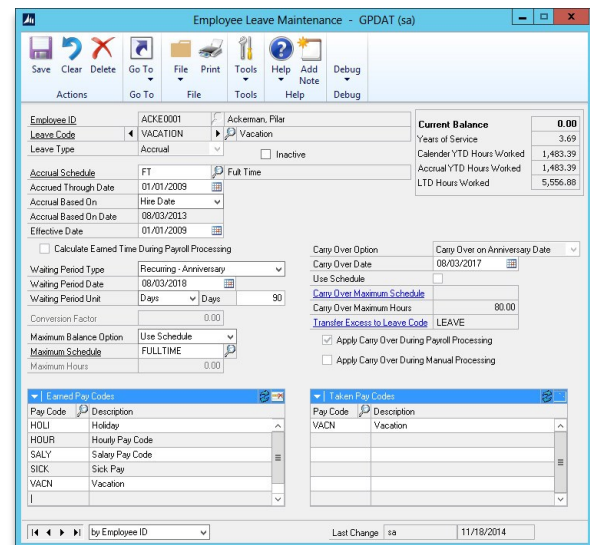 Employee Leave Maintenance - GPDAT (sa)
Save Clear Delete Go To File Print Tools Help Add Note Debug
Actions Go To File Tools Help Debug
Employee ID ACKE0001 Ackerman, Pilar
Leave Code VACATION Vacation
Leave Type Accrual Inactive
Current Balance 0.00
Years of Service 3.69
Calender YTD Hours Worked 1,483.39
Accrual YTD Hours Worked 1,483.39
LTD Hours Worked 5,556.88
Accrual Schedule FT Full Time
Accrued Through Date 01/01/2009
Accrual Based On Hire Date
Accrual Based On Date 08/03/2013
Effective Date 01/01/2009
Calculate Earned Time During Payroll Processing
Waiting Period Type Recurring - Anniversary
Waiting Period Date 08/03/2018
Waiting Period Unit Days Days 90
Conversion Factor 0.00
Maximum Balance Option Use Schedule
Maximum Schedule FULLTIME
Maximum Hours 0.00
Carry Over Option Carry Over on Anniversary Date
Carry Over Date 08/03/2017
Use Schedule
Carry Over Maximum Schedule
Carry Over Maximum Hours 80.00
Transfer Excess to Leave Code LEAVE
Apply Carry Over During Payroll Processing
Apply Carry Over During Manual Processing
Earned Pay Codes
Pay Code Description
HOLI Holiday
HOUR Hourly Pay Code
SALY Salary Pay Code
SICK Sick Pay
VACN Vacation
Taken Pay Codes
Pay Code Description
VACN Vacation
by Employee ID Last Change sa 11/18/2014